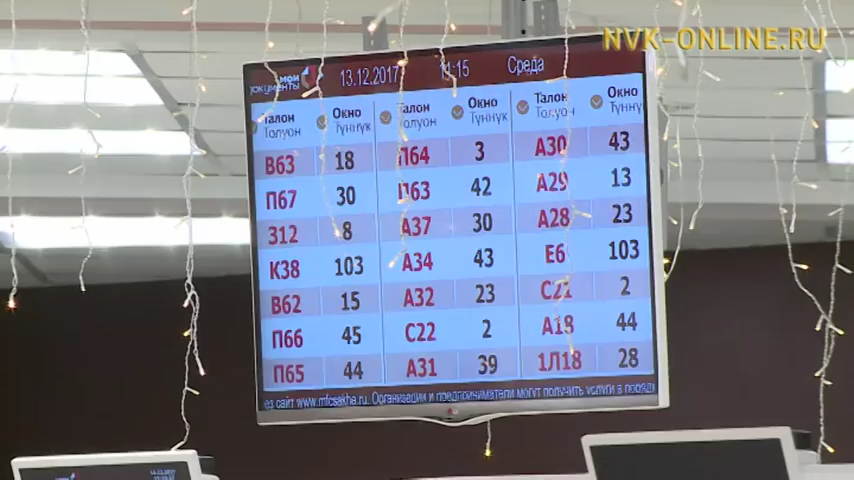 NVK-ONLINE.RU
мои
документы
13.12.2017 11:15 Среда
Талон Окно Талон Окно Талон Окно
Толуон Түннүк Толуон Түннүк Толуон Түннүк
В63 18 П64 3 А30 43
П67 30 П63 42 А29 13
З12 8 А37 30 А28 23
К38 103 А34 43 Е6 103
В62 15 А32 23 С21 2
П66 45 С22 2 А18 44
П65 44 А31 39 1Л18 28
ез сайт www.mfcsakha.ru. Организации и предприниматели могут получить услуги в